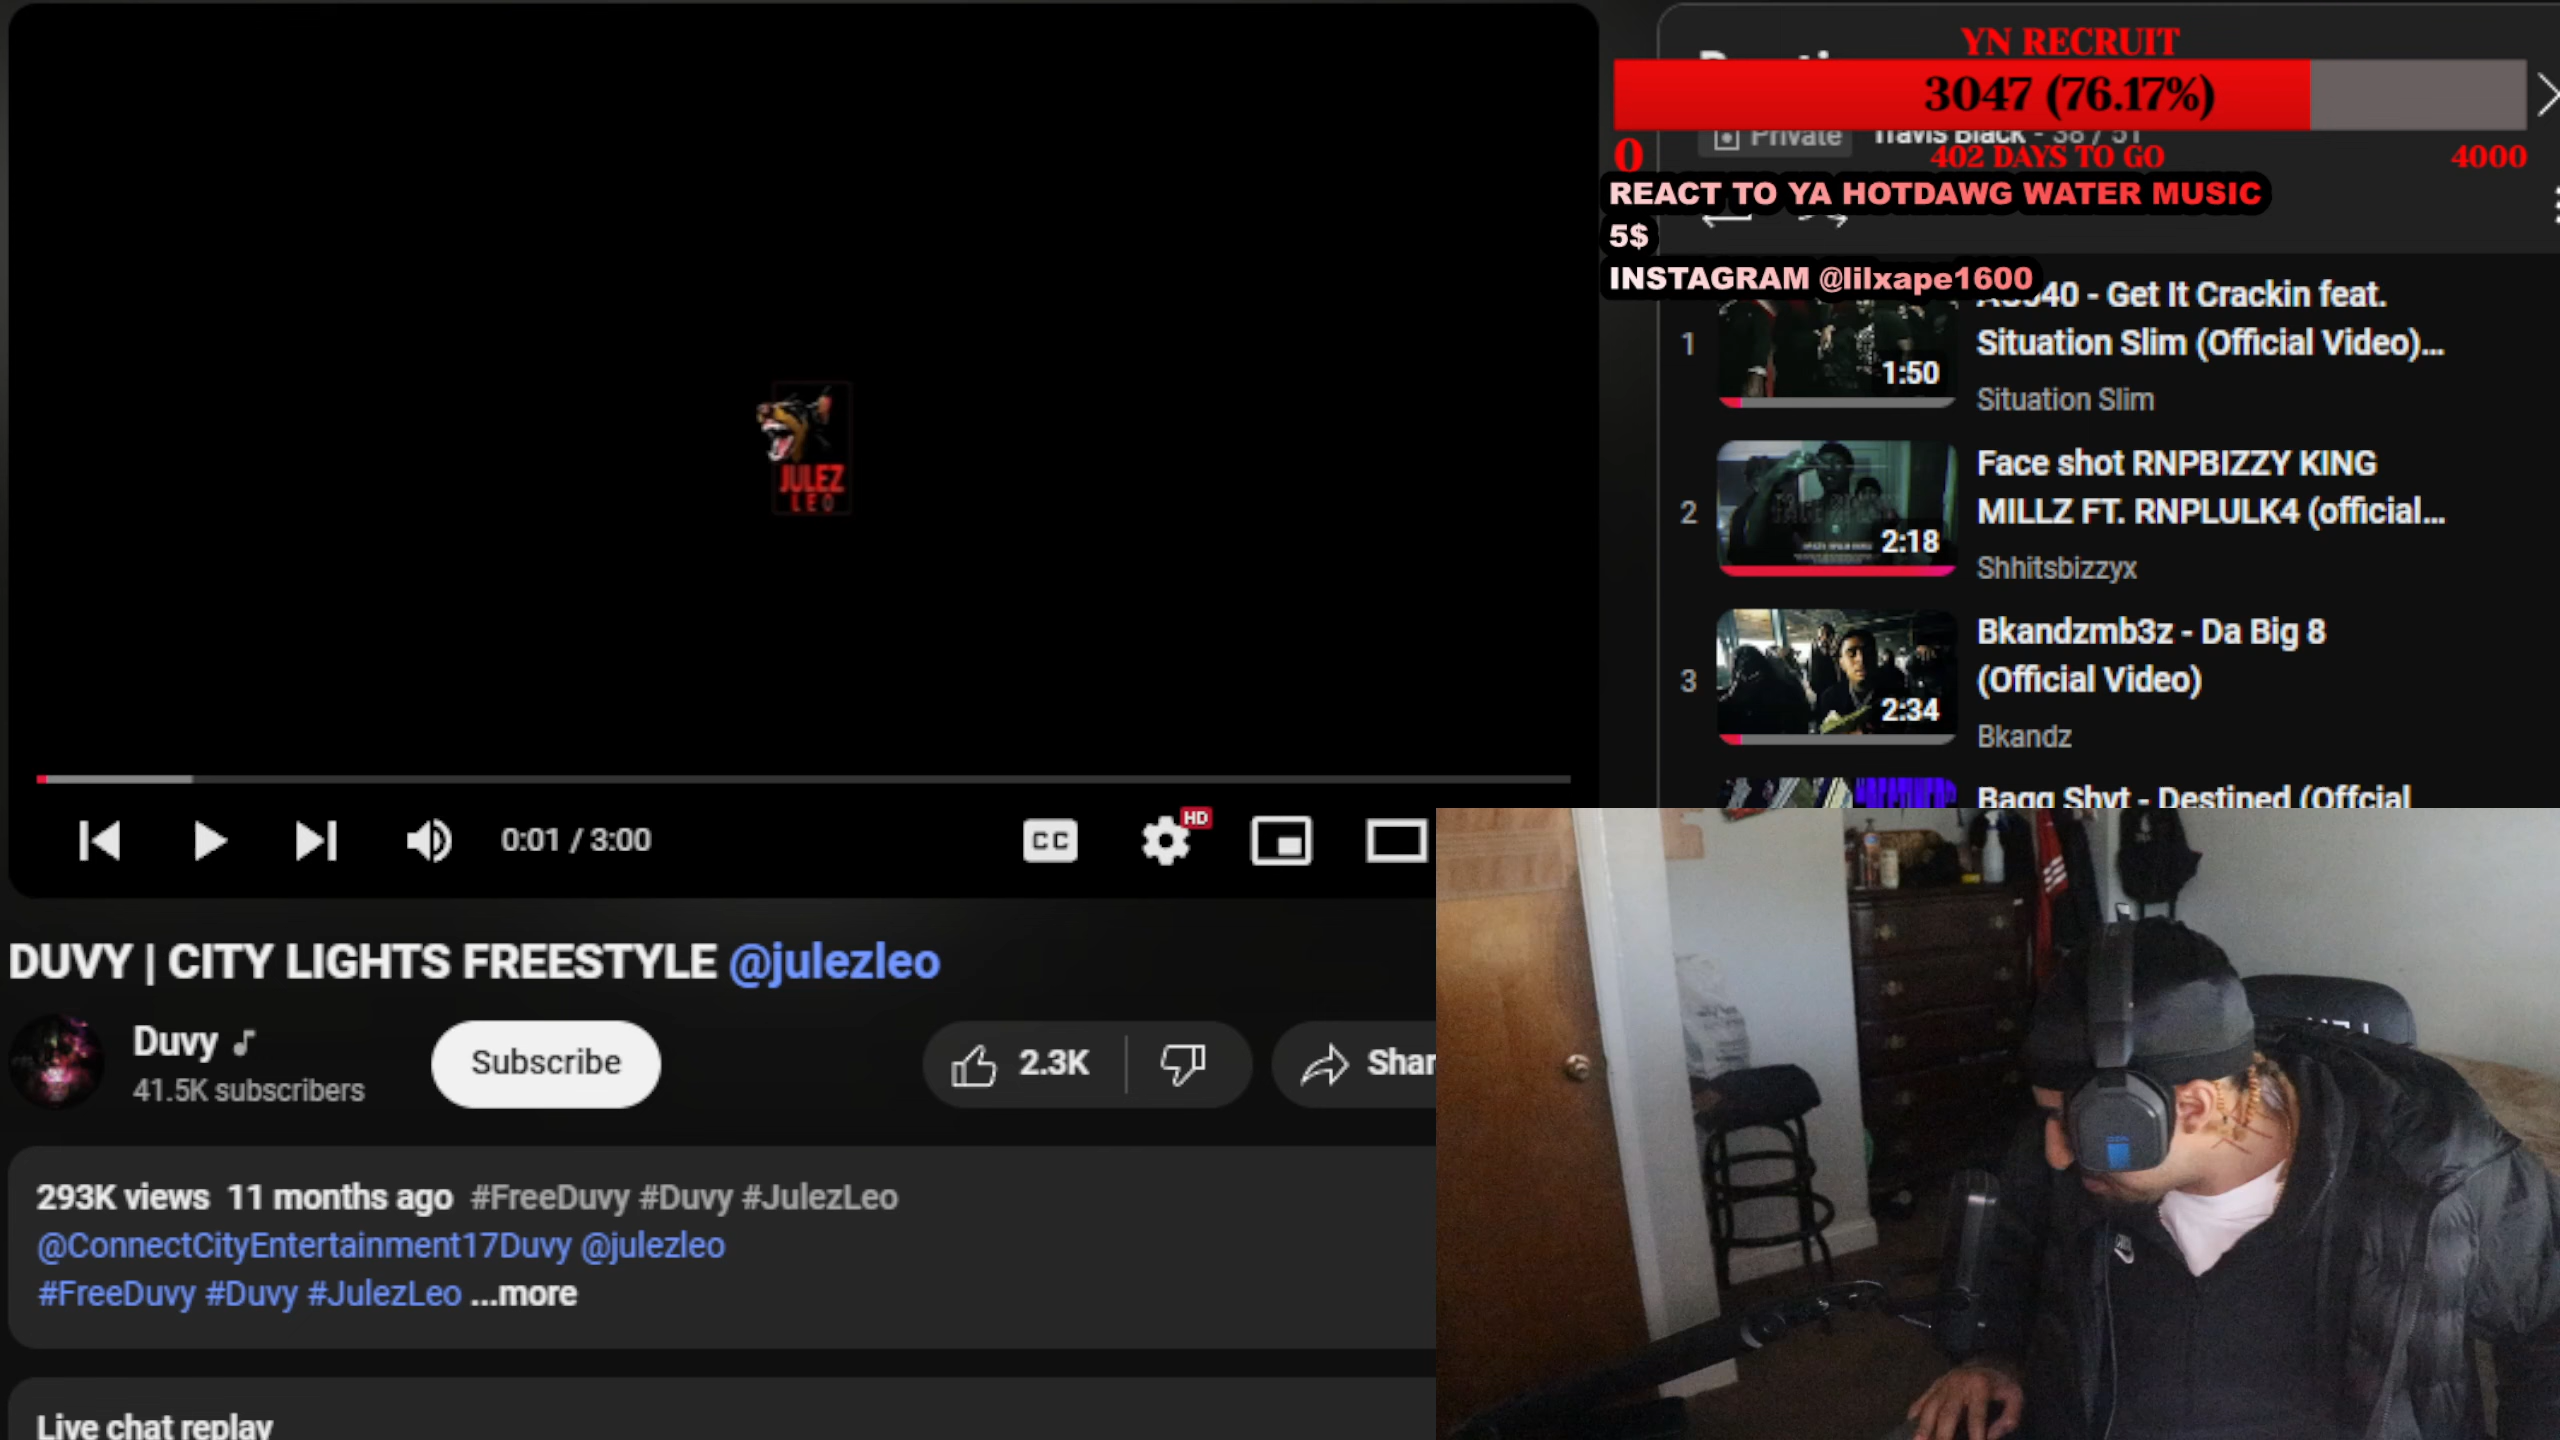 JULEZ
LEO
0:01 / 3:00
CC
HD
DUVY | CITY LIGHTS FREESTYLE @julezleo
Duvy
41.5K subscribers
Subscribe
2.3K
293K views 11 months ago #FreeDuvy #Duvy #JulezLeo
@ConnectCityEntertainment17Duvy @julezleo
#FreeDuvy #Duvy #JulezLeo ...more
Live chat replay
YN RECRUIT
3047 (76.17%)
Private Travis Black - 38 / 51
0 402 DAYS TO GO 4000
REACT TO YA HOTDAWG WATER MUSIC
5$
INSTAGRAM @lilxape1600
1
1:50
- Get It Crackin feat.
Situation Slim (Official Video)...
Situation Slim
2
2:18
Face shot RNPBIZZY KING
MILLZ FT. RNPLULK4 (official...
Shhitsbizzyx
3
2:34
Bkandzmb3z - Da Big 8
(Official Video)
Bkandz
Bagg Shyt - Destined (Offcial